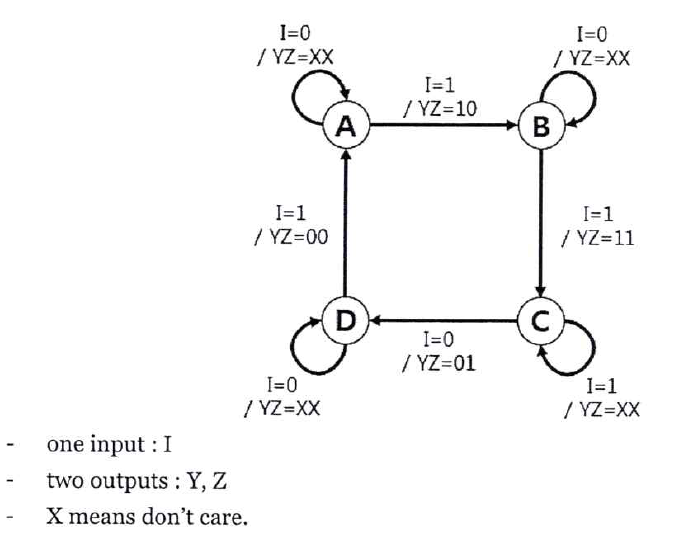 I=0
/ YZ=XX
I=0
/ YZ=XX
I=1
/ YZ=10
A
B
I=1
/ YZ=00
I=1
/ YZ=11
D
C
I=0
/ YZ=01
I=0
/ YZ=XX
I=1
/ YZ=XX
- one input : I
- two outputs : Y, Z
- X means don't care.